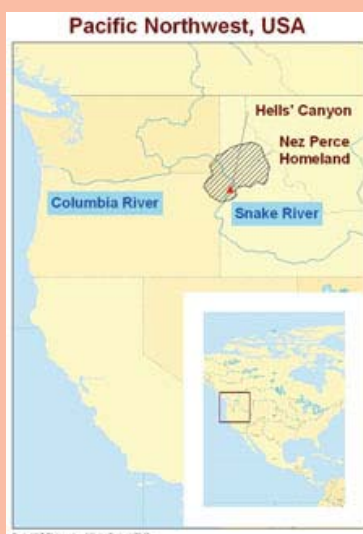 Pacific Northwest, USA
Hells' Canyon
Nez Perce
Homeland
Columbia River
Snake River